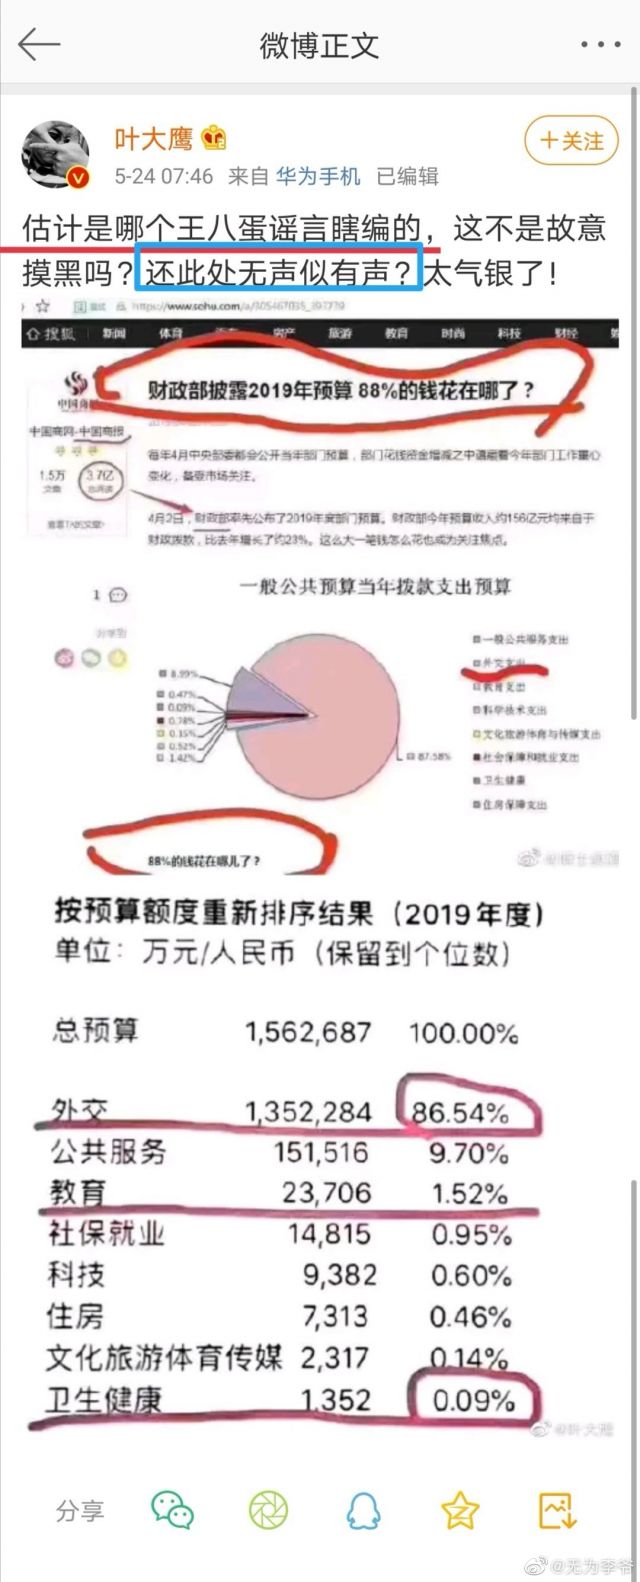 微博正文
叶大鹰
＋关注
5-24 07:46 来自 华为手机 已编辑
估计是哪个王八蛋谣言瞎编的，这不是故意
摸黑吗？还此处无声似有声？太气银了！
https://www.sohu.com/a/305467035_393779
搜狐 新闻 体育 汽车 房产 旅游 教育 时尚 科技 财经
财政部披露2019年预算 88%的钱花在哪了？
中国商网-中国商报
1.5万 3.7亿
文章 总阅读
查看TA的文章>
每年4月中央部委都会公开当年部门预算，部门花钱资金增减之中透露着今年部门工作重心
变化，备受市场关注。
4月2日，财政部率先公布了2019年度部门预算。财政部今年预算收入约156亿元均来自于
财政拨款，比去年增长了约23%。这么大一笔钱怎么花也成为关注焦点。
1
分享到
一般公共预算当年拨款支出预算
8.99%
0.47%
0.09%
0.78%
0.15%
0.52%
1.42%
87.58%
一般公共服务支出
外交支出
教育支出
科学技术支出
文化旅游体育与传媒支出
社会保障和就业支出
卫生健康
住房保障支出
88%的钱花在哪儿了？
按预算额度重新排序结果（2019年度）
单位：万元/人民币（保留到个位数）
总预算 1,562,687 100.00%
外交 1,352,284 86.54%
公共服务 151,516 9.70%
教育 23,706 1.52%
社保就业 14,815 0.95%
科技 9,382 0.60%
住房 7,313 0.46%
文化旅游体育传媒 2,317 0.14%
卫生健康 1,352 0.09%
@叶大鹰
分享
@无为李爷